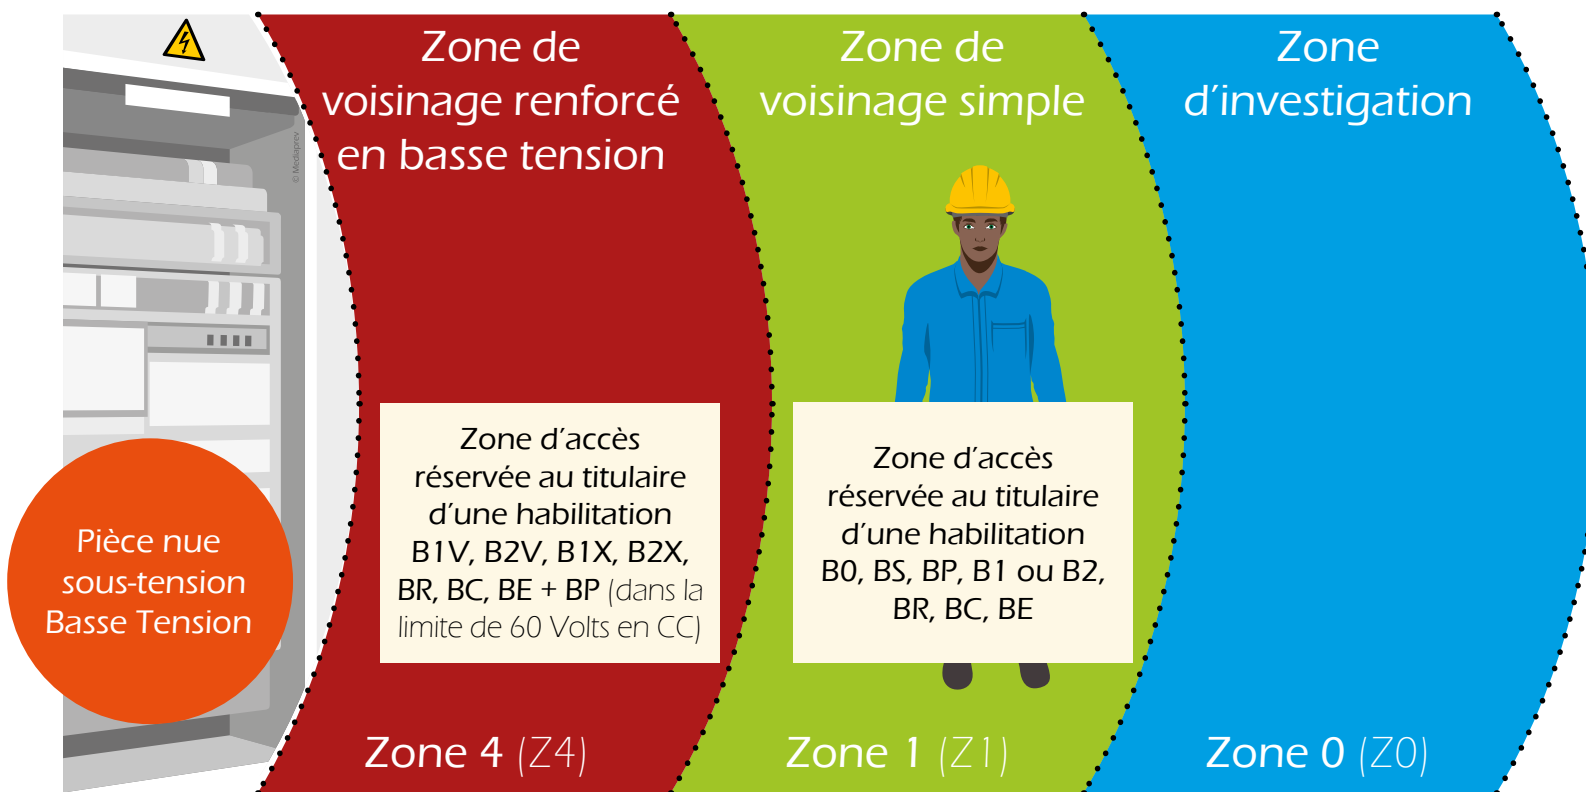 © Mediaprev
Pièce nue
sous-tension
Basse Tension
Zone de
voisinage renforcé
en basse tension
Zone d’accès
réservée au titulaire
d’une habilitation
B1V, B2V, B1X, B2X,
BR, BC, BE + BP (dans la
limite de 60 Volts en CC)
Zone 4 (Z4)
Zone de
voisinage simple
Zone d’accès
réservée au titulaire
d’une habilitation
B0, BS, BP, B1 ou B2,
BR, BC, BE
Zone 1 (Z1)
Zone
d’investigation
Zone 0 (Z0)